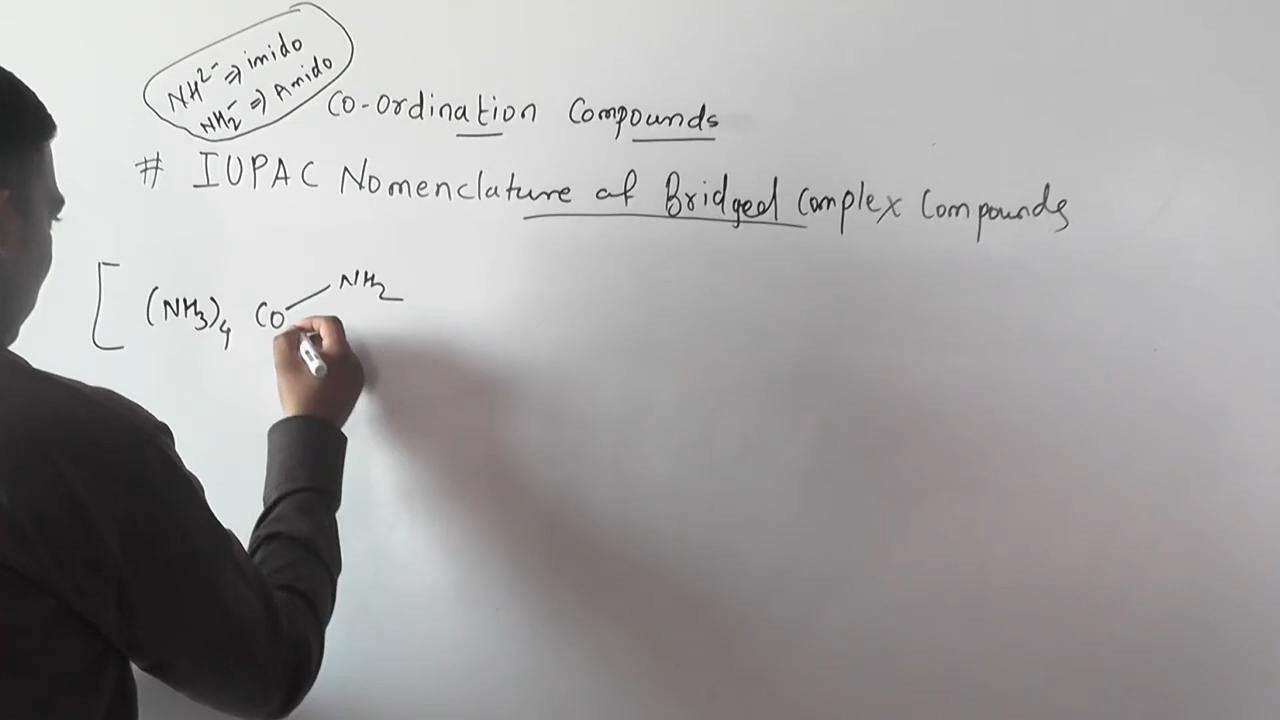 NH²⁻ ⇒ imido
NH₂⁻ ⇒ Amido
Co-Ordination Compounds
# IUPAC Nomenclature of Bridged Complex Compounds
[ (NH₃)₄ Co NH₂